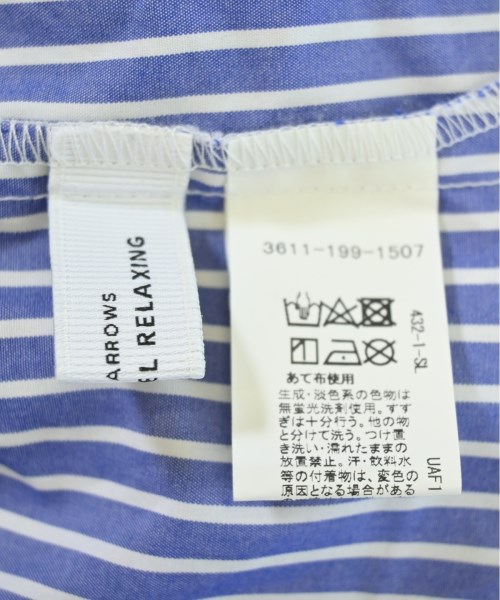 ARROWS
EL RELAXING
3611-199-1507
432-1-SL
あて布使用
生成・淡色系の色物は
無蛍光洗剤使用。すす
ぎは十分行う。他の物
と分けて洗う。つけ置
き洗い・濡れたままの
放置禁止。汗・飲料水
等の付着物は、変色の
原因となる場合がある
UAF1